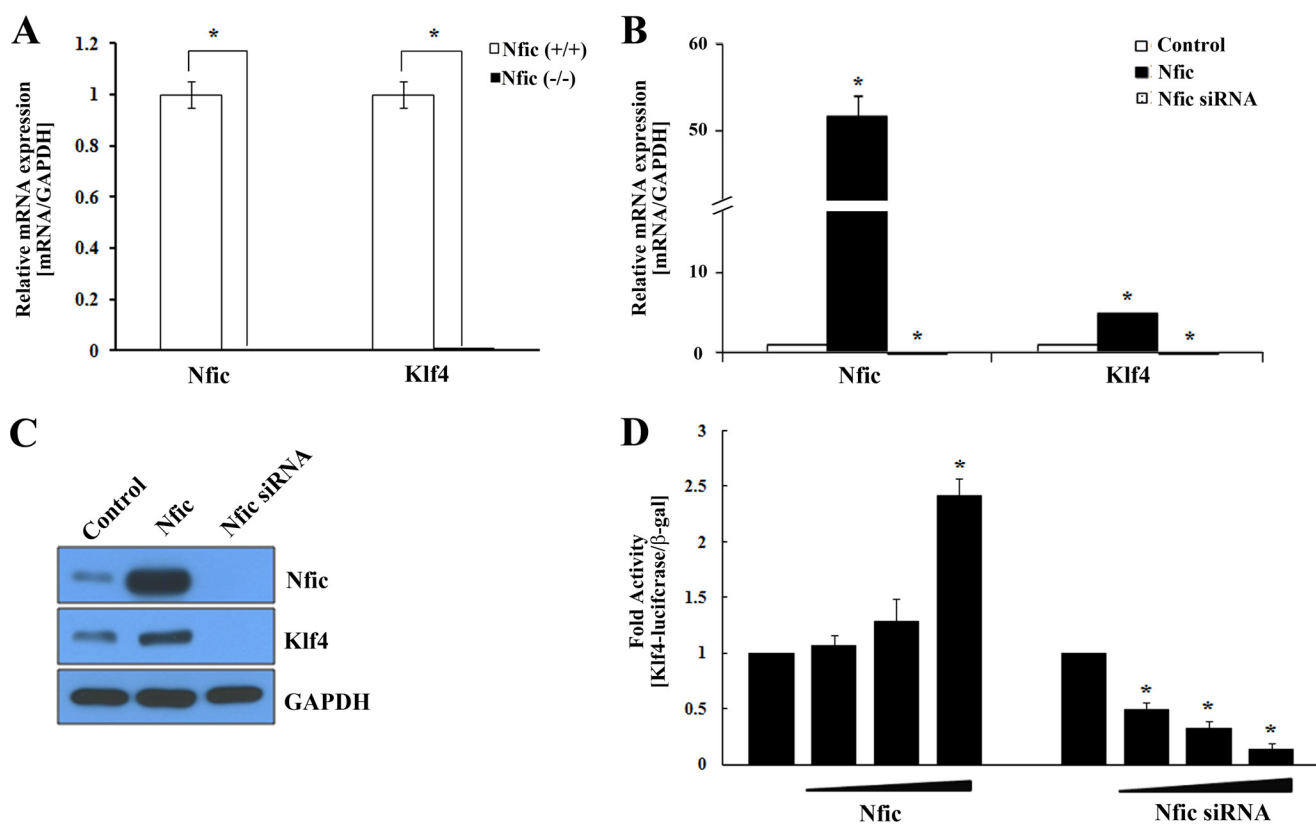 A
Relative mRNA expression
[mRNA/GAPDH]
1.2
1
0.8
0.6
0.4
0.2
0
*
*
Nfic (+/+)
Nfic (-/-)
Nfic
Klf4
B
Relative mRNA expression
[mRNA/GAPDH]
60
50
10
0
*
*
*
*
Control
Nfic
Nfic siRNA
Nfic
Klf4
C
Control
Nfic
Nfic siRNA
Nfic
Klf4
GAPDH
D
Fold Activity
[Klf4-lucifcrase/β-gal]
3
2.5
2
1.5
1
0.5
0
*
*
*
*
Nfic
Nfic siRNA